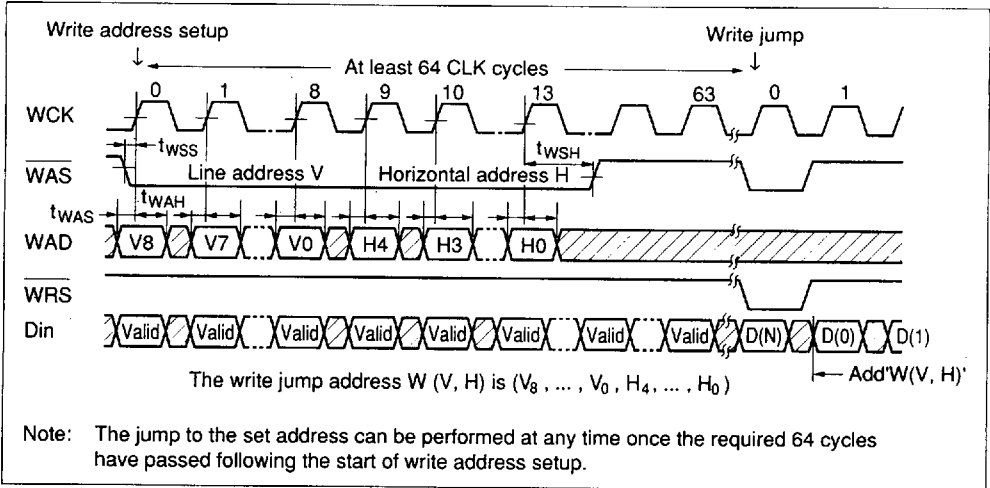 Write address setup
Write jump
At least 64 CLK cycles
0 1 8 9 10 13 63 0 1
WCK
tWSS
tWSH
WAS
Line address V
Horizontal address H
tWAS
tWAH
WAD
V8 V7 V0 H4 H3 H0
WRS
Din
Valid Valid Valid Valid Valid Valid Valid Valid D(N) D(0) D(1)
The write jump address W (V, H) is (V8 , ... , V0 , H4, ... , H0 )
Add'W(V, H)'
Note: The jump to the set address can be performed at any time once the required 64 cycles
have passed following the start of write address setup.